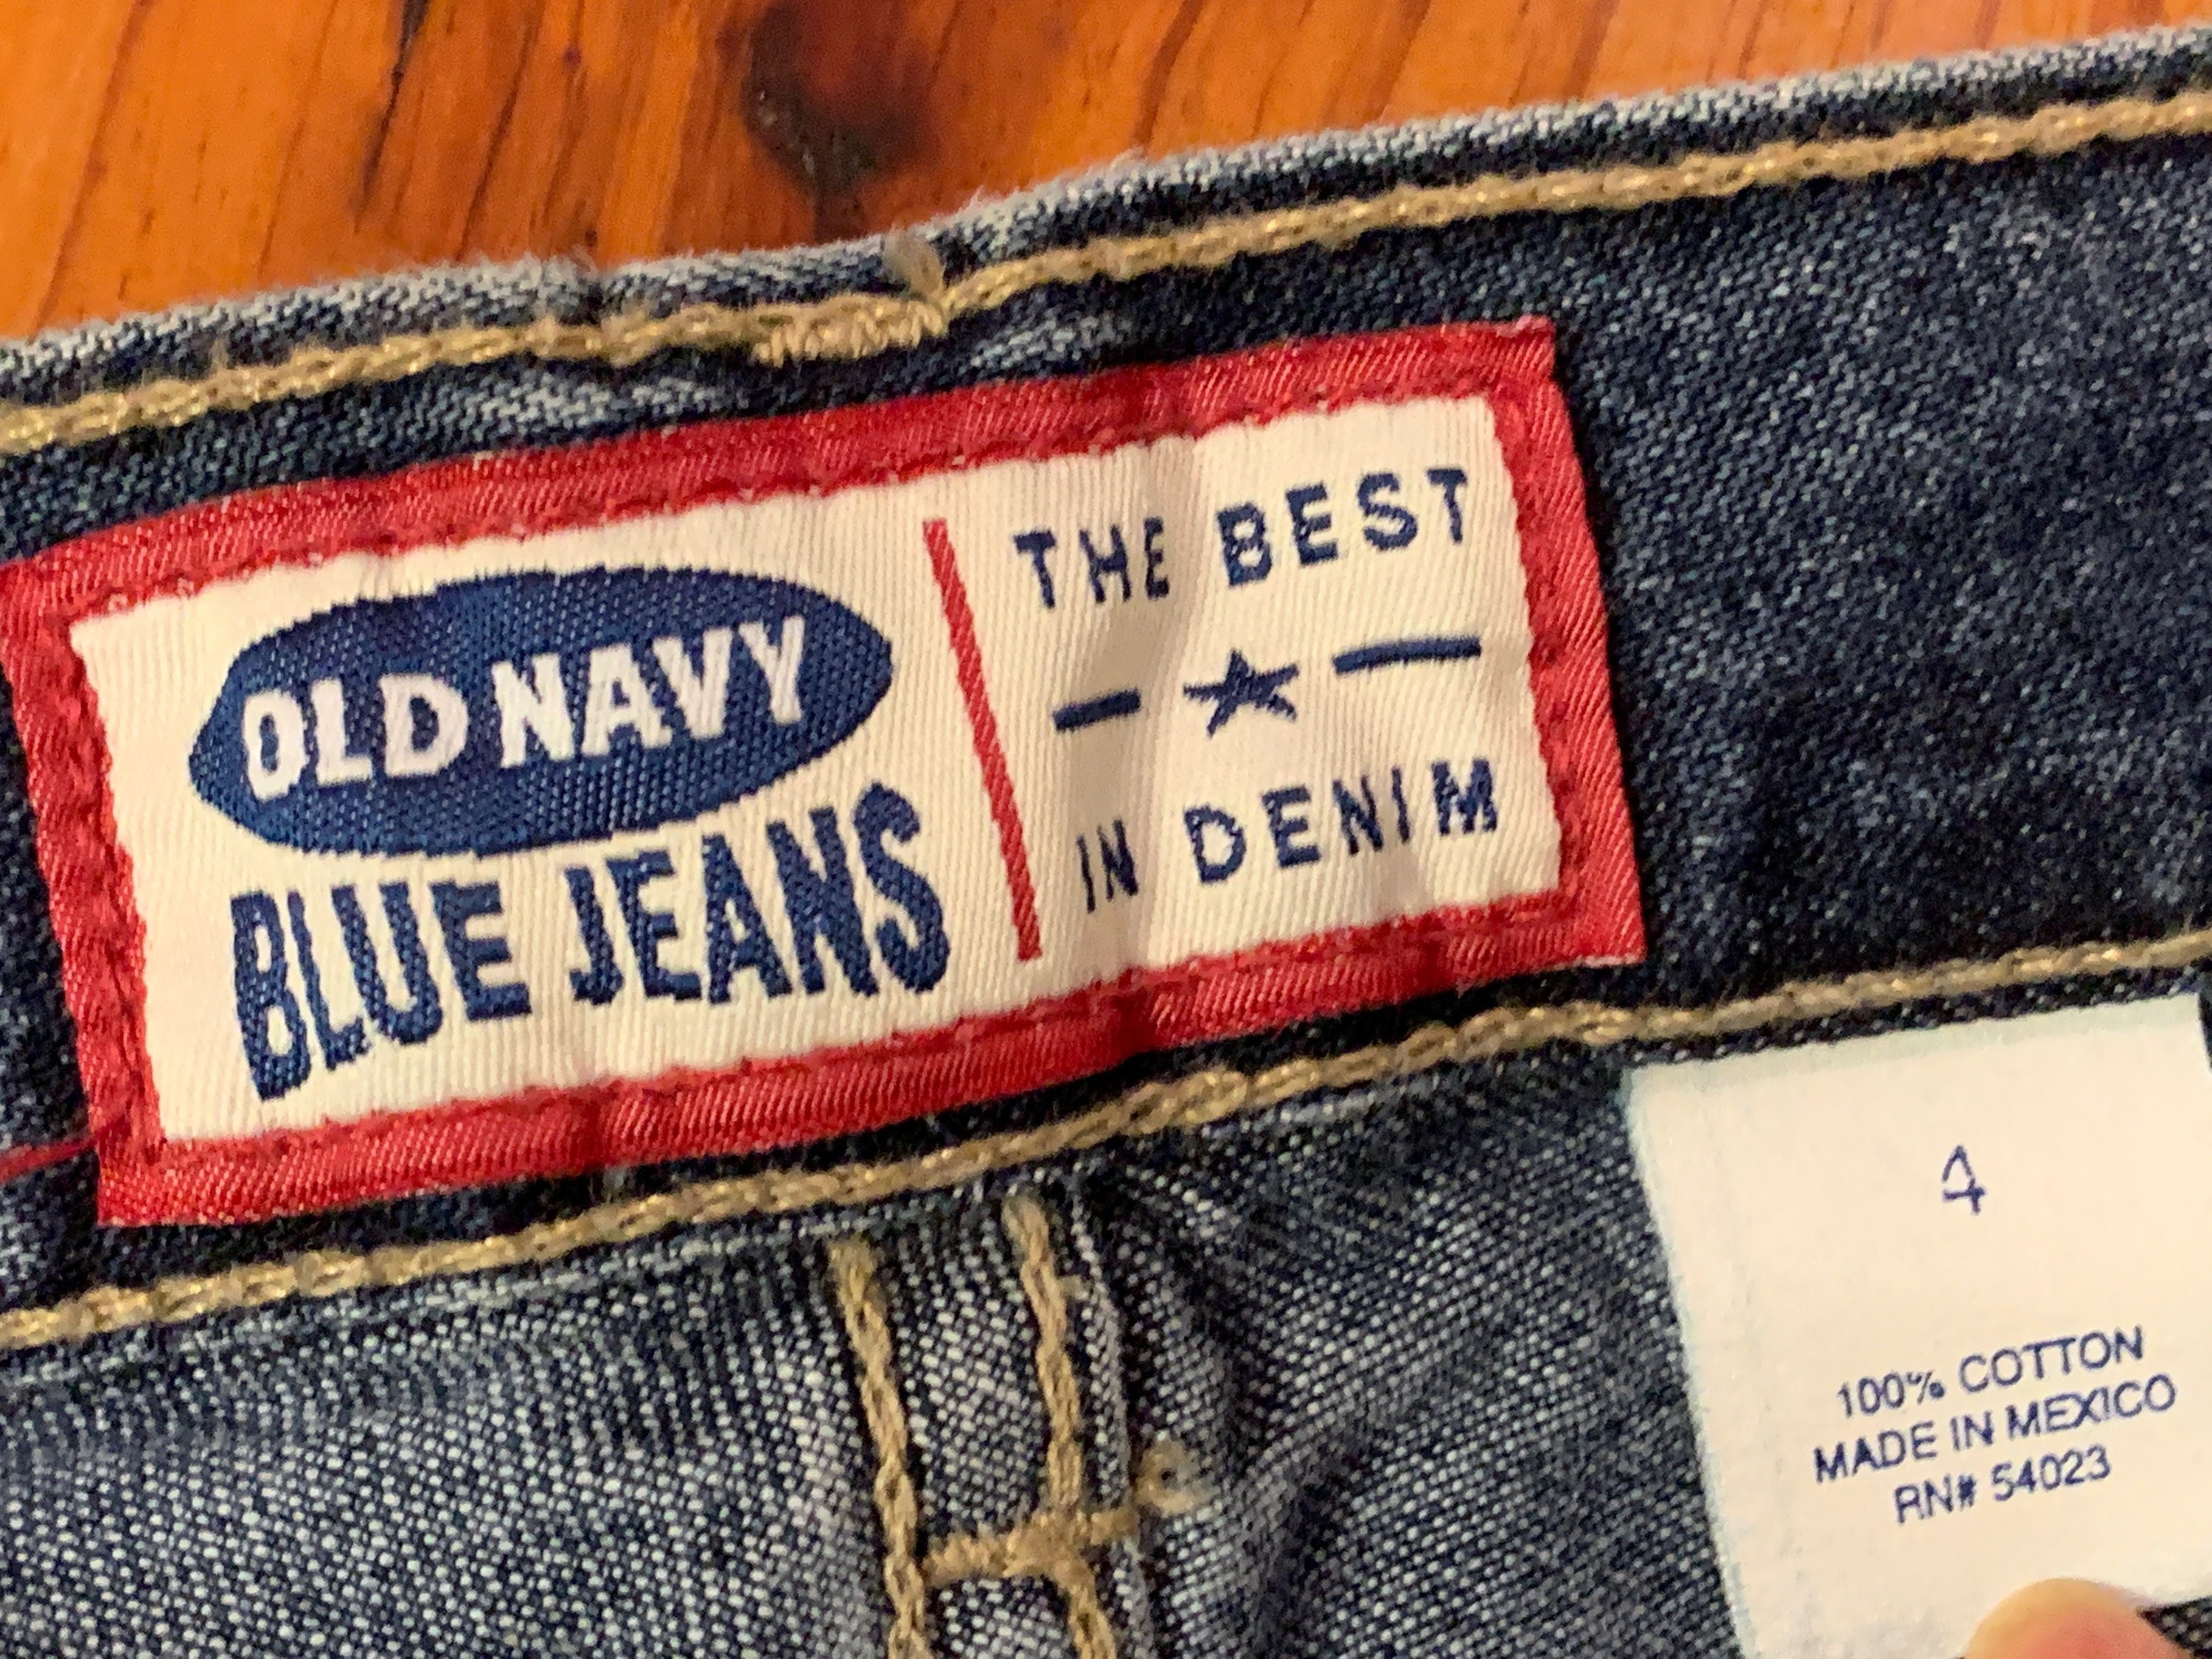 OLD NAVY
BLUE JEANS
THE BEST
IN DENIM
4
100% COTTON
MADE IN MEXICO
RN# 54023